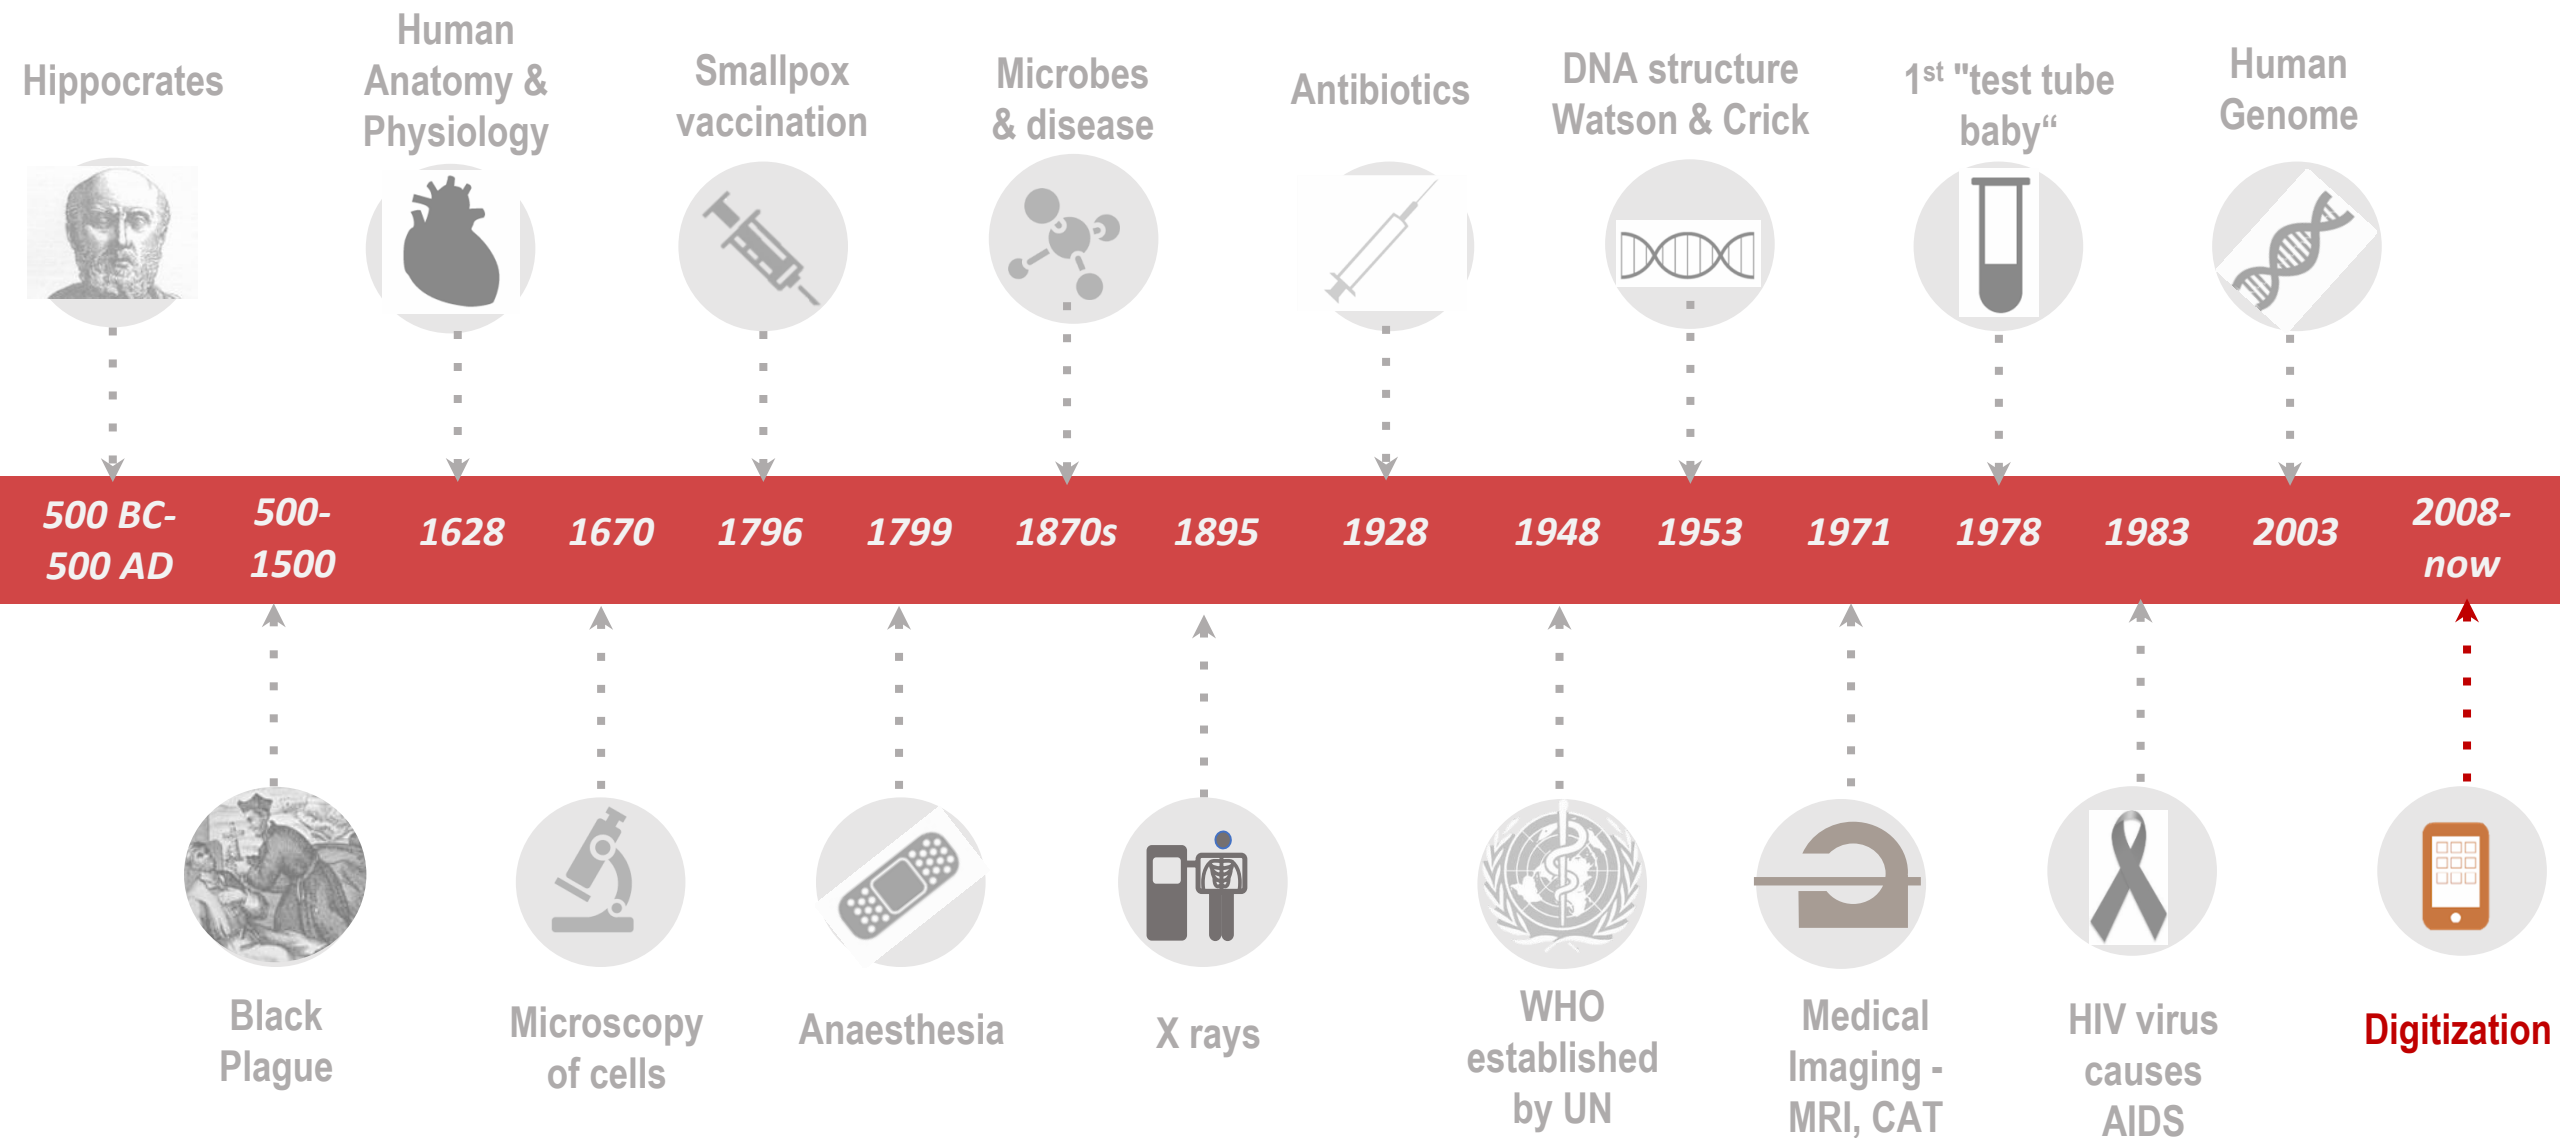 Hippocrates
Human
Anatomy &
Physiology
Smallpox
vaccination
Microbes
& disease
Antibiotics
DNA structure
Watson & Crick
1st "test tube
baby“
Human
Genome
500 BC-
500 AD
500-
1500
1628
1670
1796
1799
1870s
1895
1928
1948
1953
1971
1978
1983
2003
2008-
now
Black
Plague
Microscopy
of cells
Anaesthesia
X rays
WHO
established
by UN
Medical
Imaging -
MRI, CAT
HIV virus
causes
AIDS
Digitization